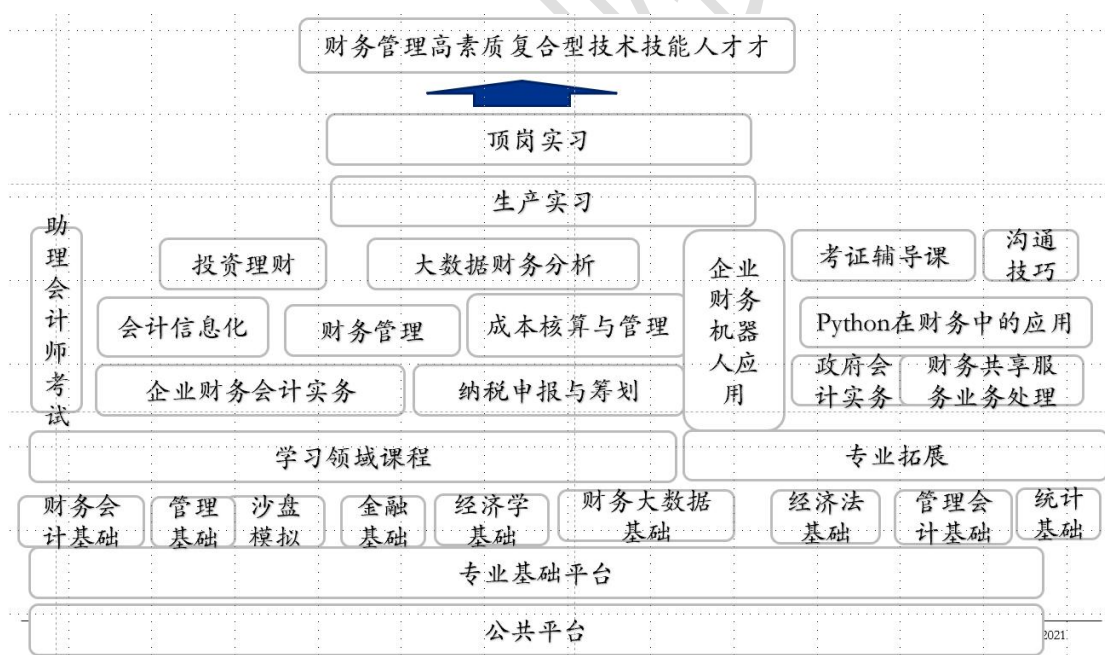 财务管理高素质复合型技术技能人才才
顶岗实习
生产实习
助
理
会
计
师
考
试
投资理财
大数据财务分析
会计信息化
财务管理
成本核算与管理
企业财务会计实务
纳税申报与筹划
企业
财务
机器
人应
用
考证辅导课
沟通
技巧
Python在财务中的应用
政府会
计实务
财务共享服
务业务处理
学习领域课程
专业拓展
财务会
计基础
管理
基础
沙盘
模拟
金融
基础
经济学
基础
财务大数据
基础
经济法
基础
管理会
计基础
统计
基础
专业基础平台
公共平台
2021